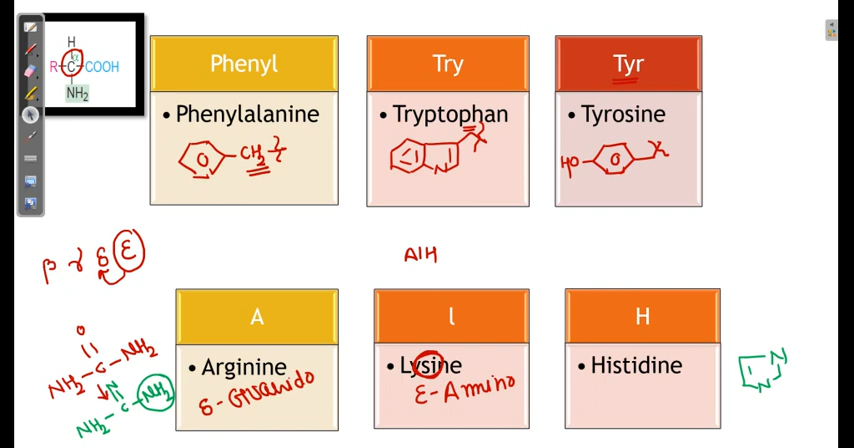 H
α
R-C-COOH
NH2
Phenyl
Try
Tyr
• Phenylalanine
• Tryptophan
• Tyrosine
CH2
N
HO
β γ δ ε
AlH
A
l
H
• Arginine
• Lysine
• Histidine
δ-Guanido
ε-Amino
O
NH2-C-NH2
N
NH2-C-NH2
N
N